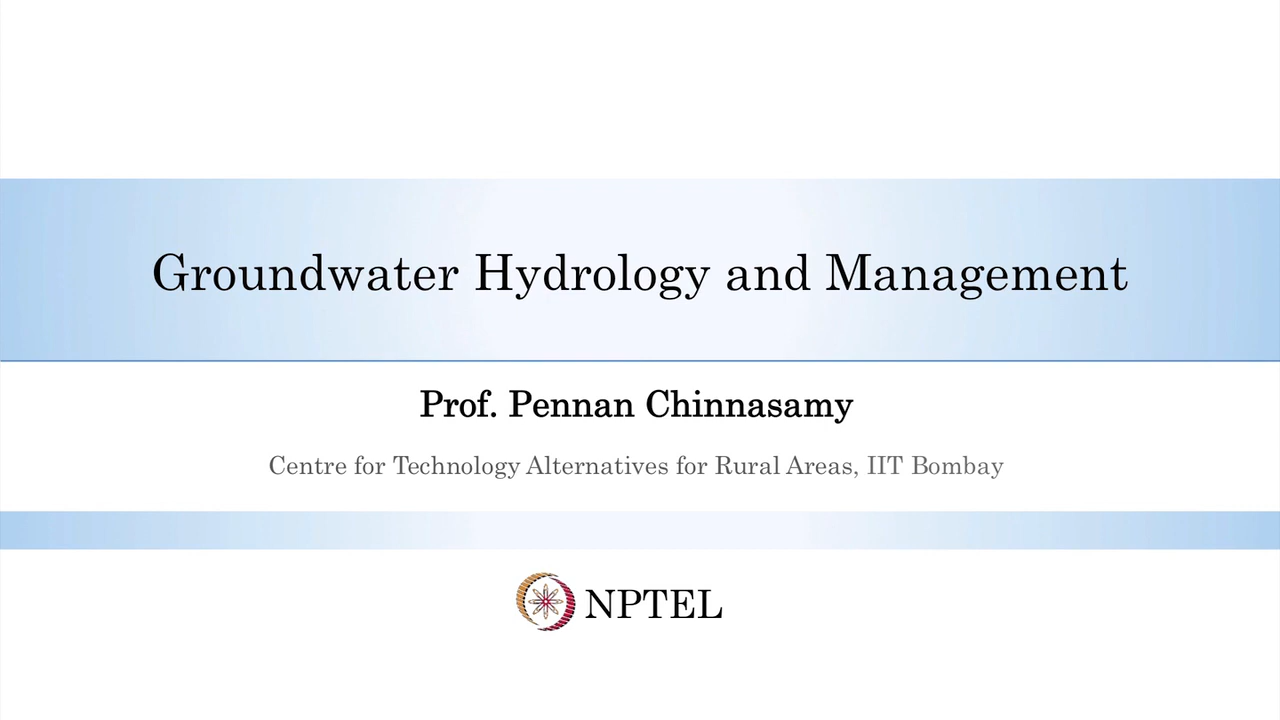 Groundwater Hydrology and Management
Prof. Pennan Chinnasamy
Centre for Technology Alternatives for Rural Areas, IIT Bombay
NPTEL